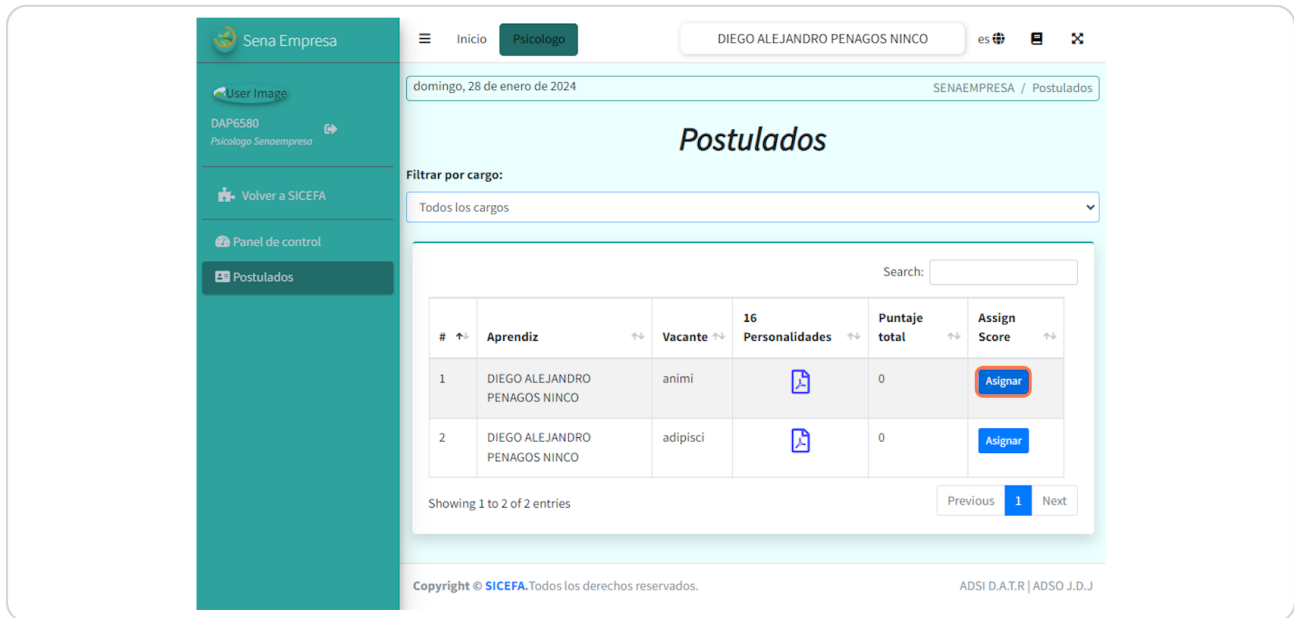 Sena Empresa
Inicio
Psicologo
DIEGO ALEJANDRO PENAGOS NINCO
es
User Image
DAP6580
Psicologo Senaempresa
Volver a SICEFA
Panel de control
Postulados
domingo, 28 de enero de 2024
SENAEMPRESA / Postulados
Postulados
Filtrar por cargo:
Todos los cargos
Search:
# Aprendiz Vacante 16 Personalidades Puntaje total Assign Score
1 DIEGO ALEJANDRO PENAGOS NINCO animi 0 Asignar
2 DIEGO ALEJANDRO PENAGOS NINCO adipisci 0 Asignar
Showing 1 to 2 of 2 entries
Previous 1 Next
Copyright © SICEFA.Todos los derechos reservados.
ADSI D.A.T.R | ADSO J.D.J